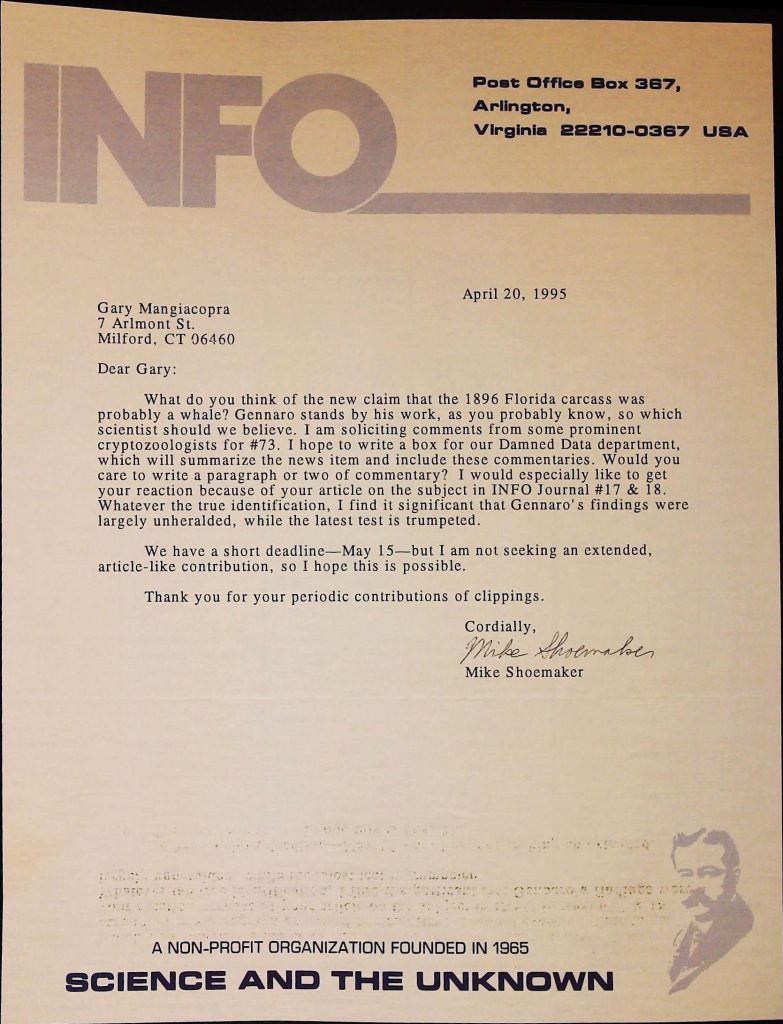 INFO
Post Office Box 367,
Arlington,
Virginia 22210-0367 USA
April 20, 1995
Gary Mangiacopra
7 Arlmont St.
Milford, CT 06460
Dear Gary:
What do you think of the new claim that the 1896 Florida carcass was
probably a whale? Gennaro stands by his work, as you probably know, so which
scientist should we believe. I am soliciting comments from some prominent
cryptozoologists for #73. I hope to write a box for our Damned Data department,
which will summarize the news item and include these commentaries. Would you
care to write a paragraph or two of commentary? I would especially like to get
your reaction because of your article on the subject in INFO Journal #17 & 18.
Whatever the true identification, I find it significant that Gennaro's findings were
largely unheralded, while the latest test is trumpeted.
We have a short deadline—May 15—but I am not seeking an extended,
article-like contribution, so I hope this is possible.
Thank you for your periodic contributions of clippings.
Cordially,
Mike Shoemaker
Mike Shoemaker
A NON-PROFIT ORGANIZATION FOUNDED IN 1965
SCIENCE AND THE UNKNOWN